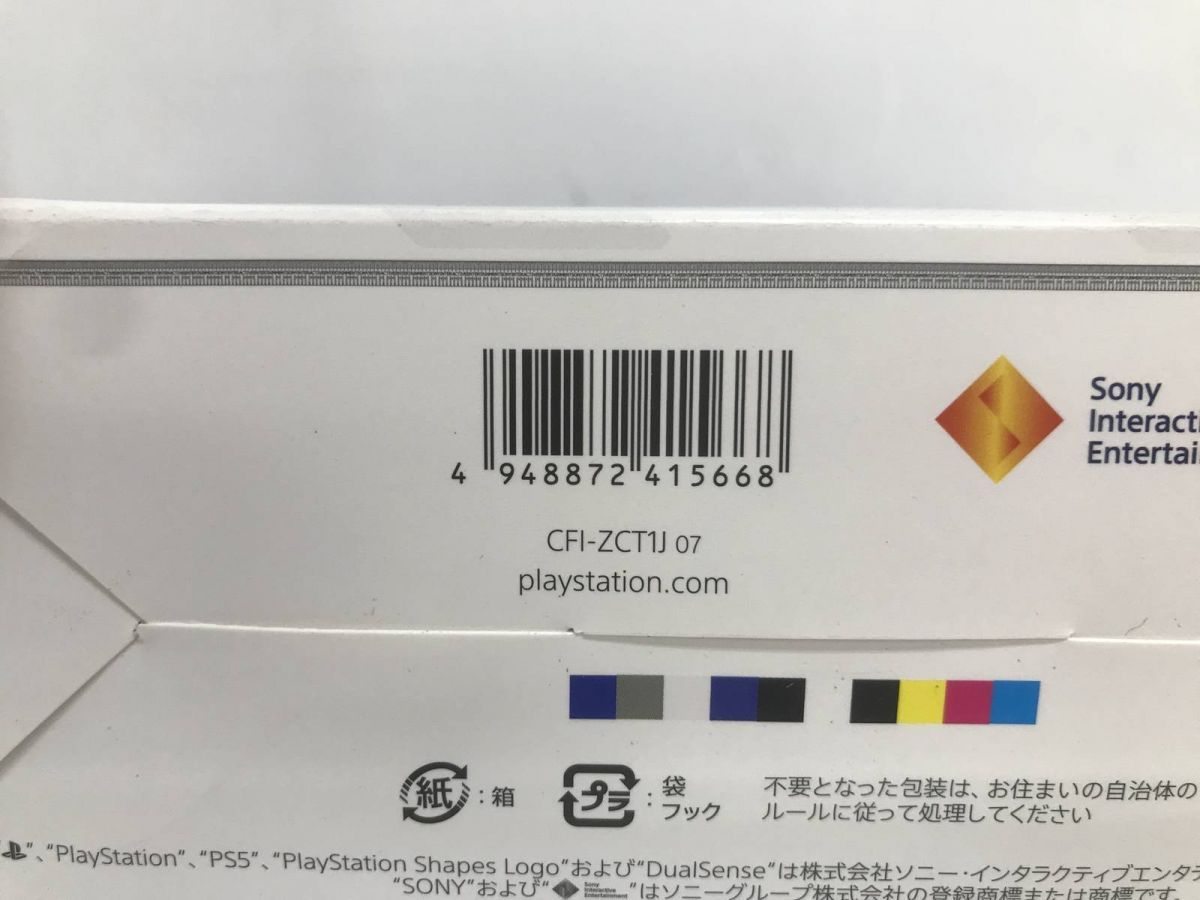 4 948872 415668
Sony
Interacti
Entertai
CFI-ZCT1J 07
playstation.com
紙 : 箱
プラ : 袋
フック
不要となった包装は、お住まいの自治体の
ルールに従って処理してください
"、"PlayStation"、"PS5"、"PlayStation Shapes Logo"および"DualSense"は株式会社ソニー・インタラクティブエンタテ
"SONY"および" Sony Interactive Entertainment "はソニーグループ株式会社の登録商標または商標です。